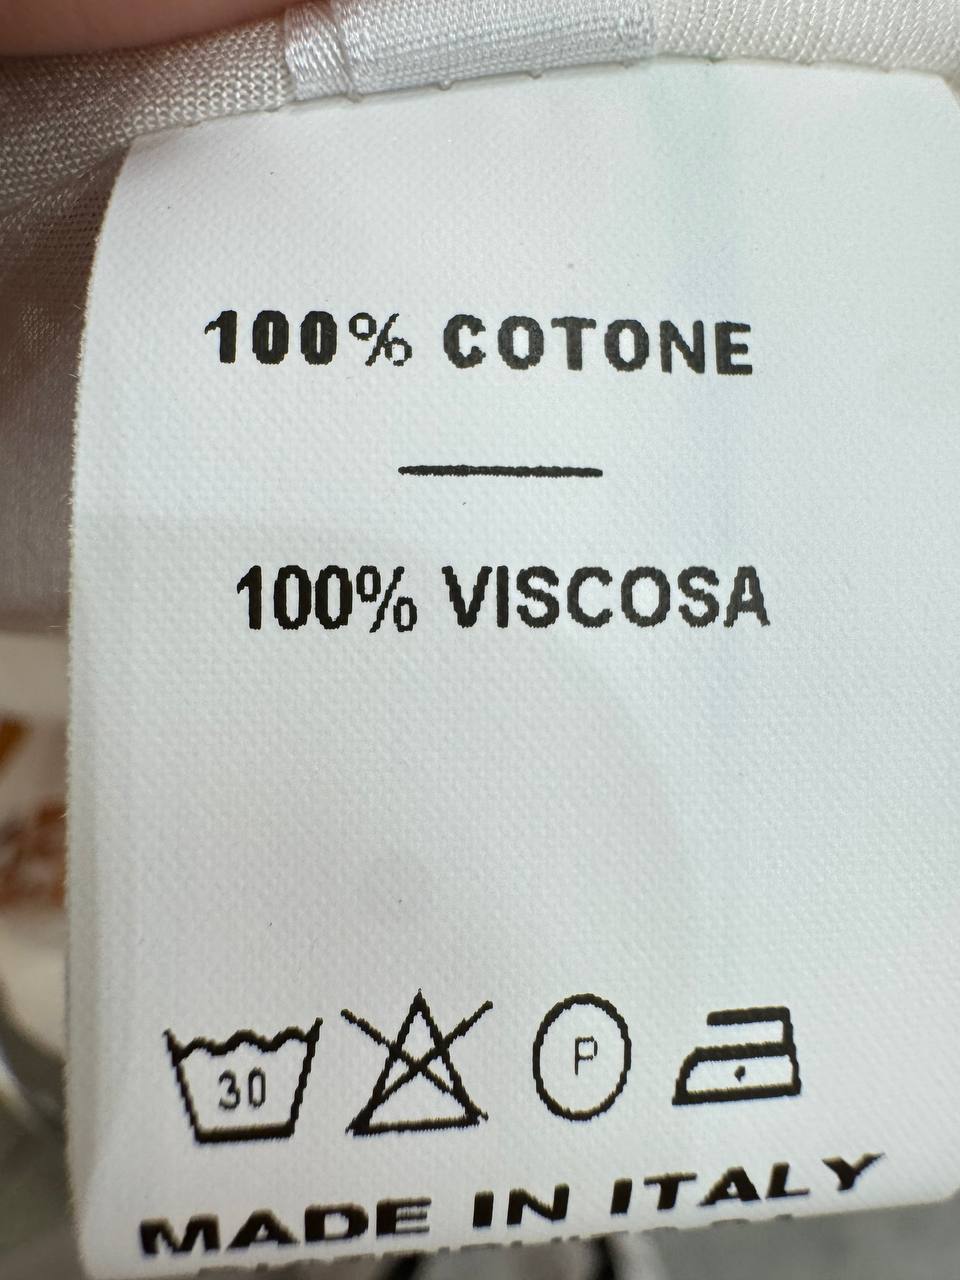 100% COTONE
100% VISCOSA
30
P
MADE IN ITALY